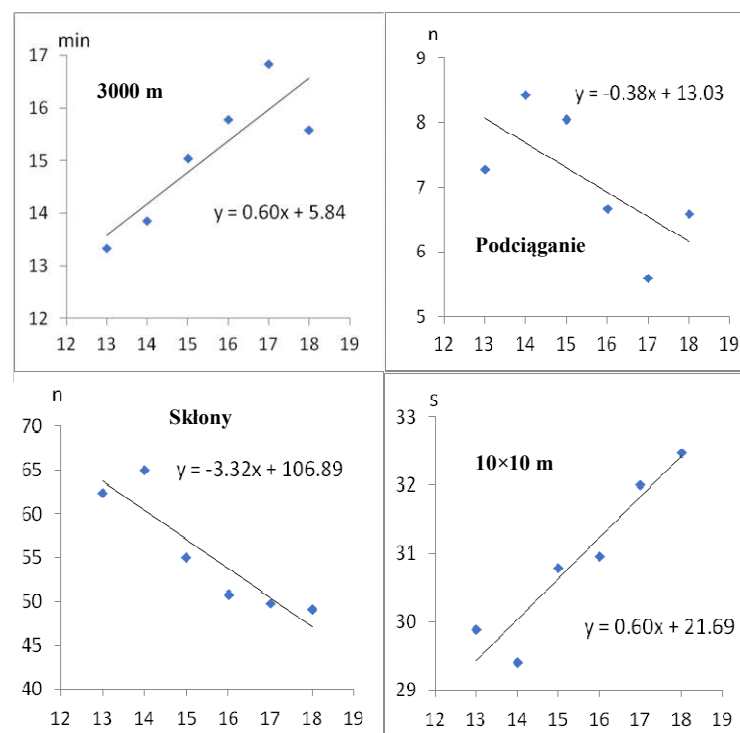 min
17
3000 m
16
15
14
y = 0.60x + 5.84
13
12
12 13 14 15 16 17 18 19
n
9
y = -0.38x + 13.03
8
7
Podciąganie
6
5
12 13 14 15 16 17 18 19
n
70
Skłony
65
y = -3.32x + 106.89
60
55
50
45
40
12 13 14 15 16 17 18 19
s
33
10×10 m
32
31
30
y = 0.60x + 21.69
29
12 13 14 15 16 17 18 19